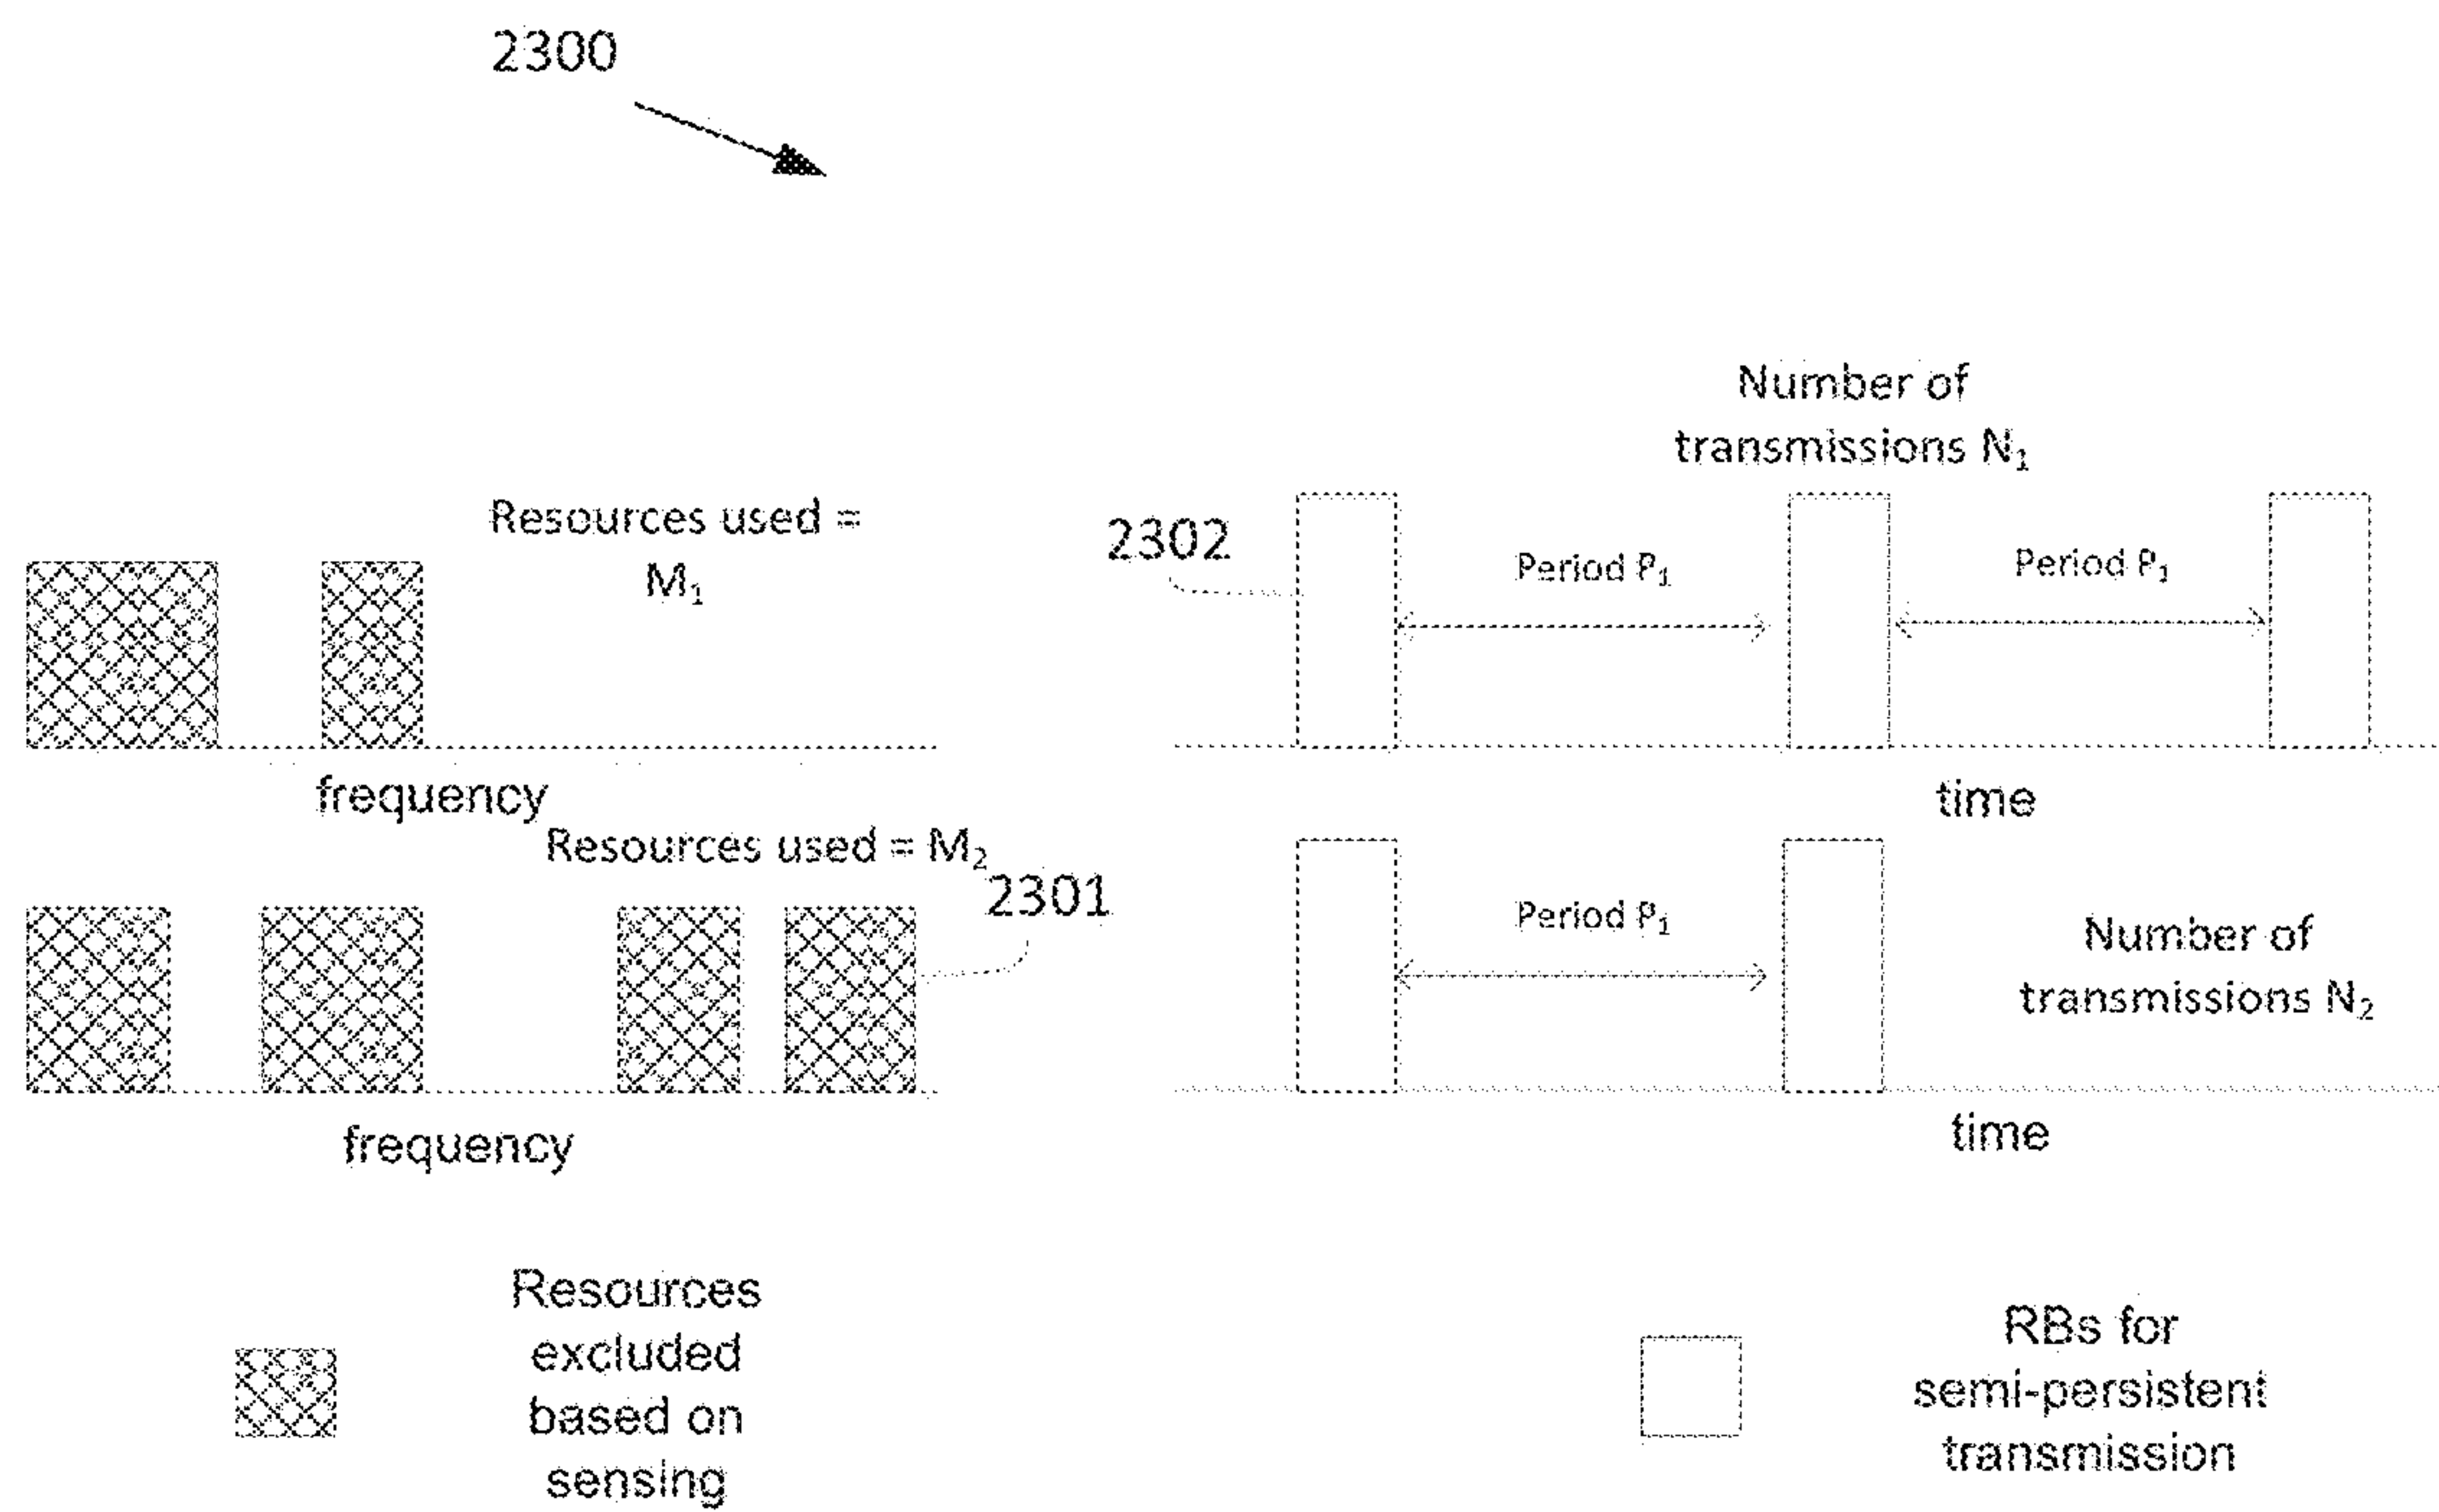 2300
Number of
transmissions N₁
Resources used =
M₁
2302
Period P₁
Period P₁
frequency
time
Resources used = M₂
2301
Period P₁
Number of
transmissions N₂
frequency
time
Resources
excluded
based on
sensing
RBs for
semi-persistent
transmission